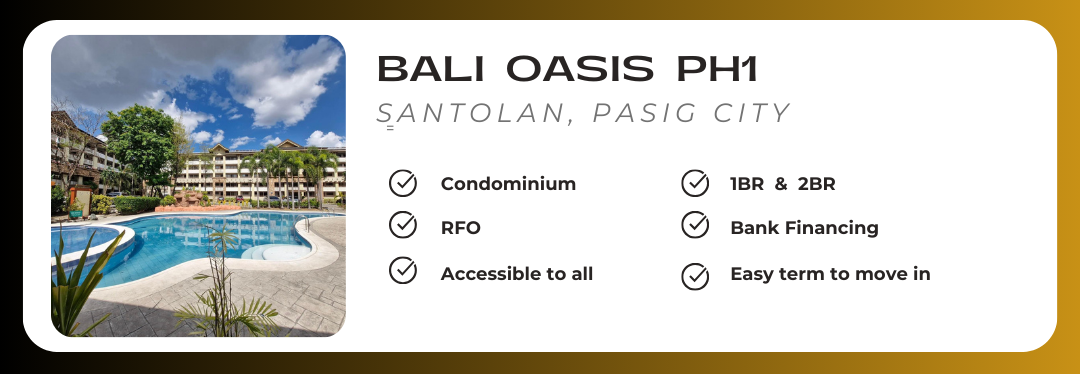 BALI OASIS PH1
SANTOLAN, PASIG CITY
=
Condominium
1BR & 2BR
RFO
Bank Financing
Accessible to all
Easy term to move in